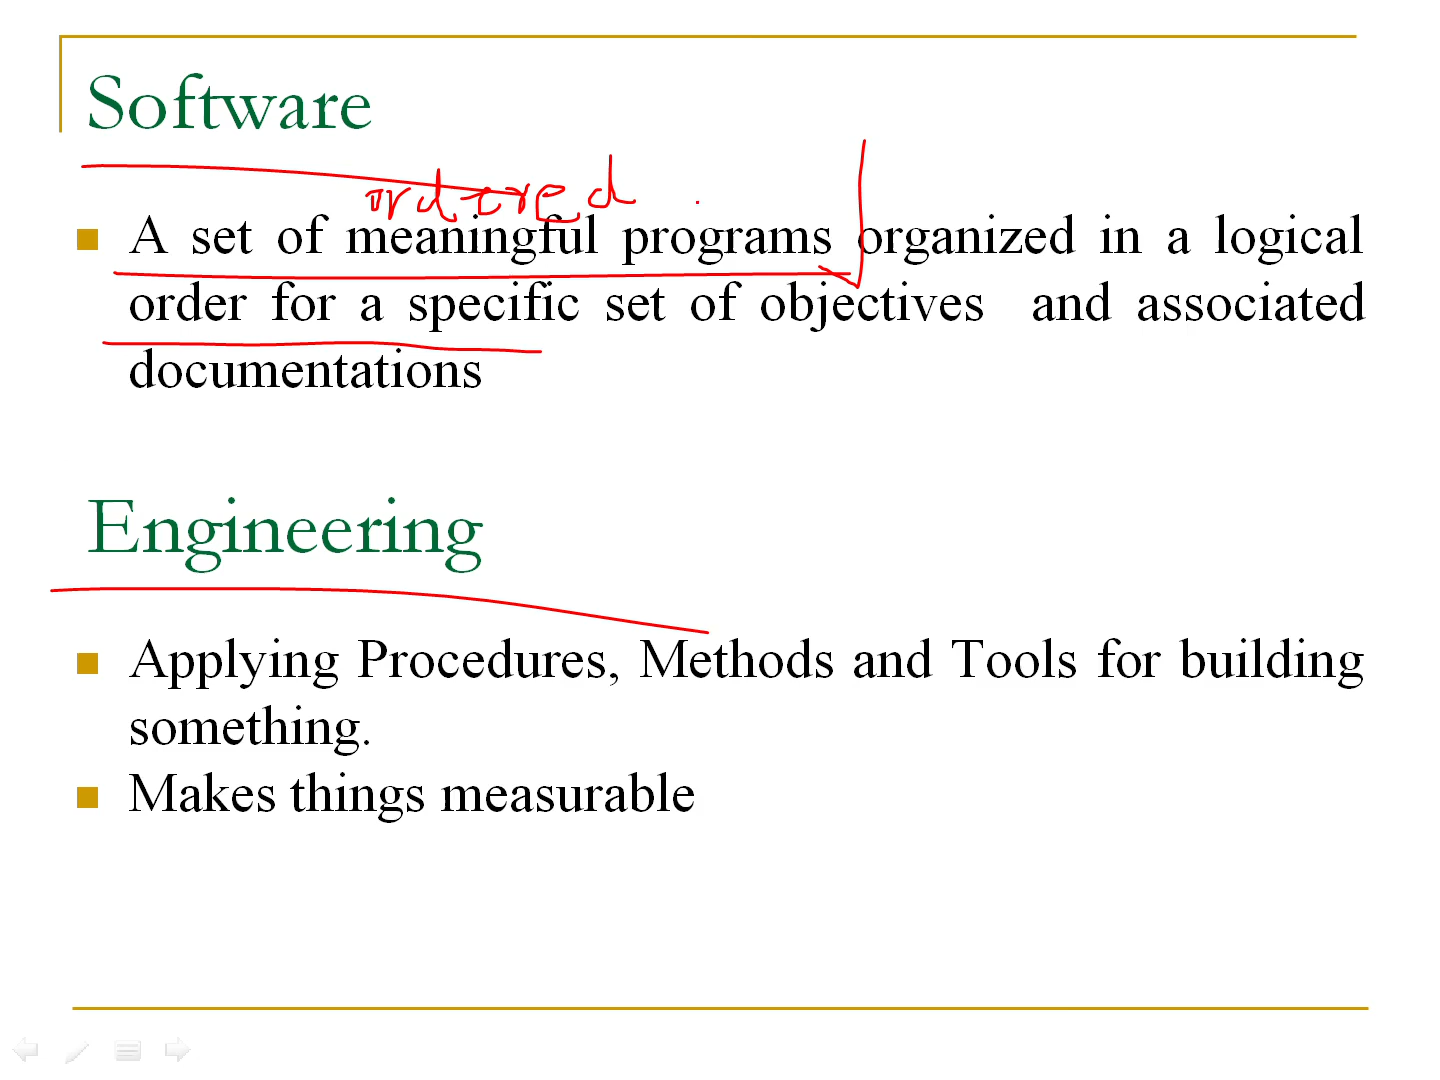 Software
ordered
A set of meaningful programs organized in a logical
order for a specific set of objectives and associated
documentations
Engineering
Applying Procedures, Methods and Tools for building
something.
Makes things measurable